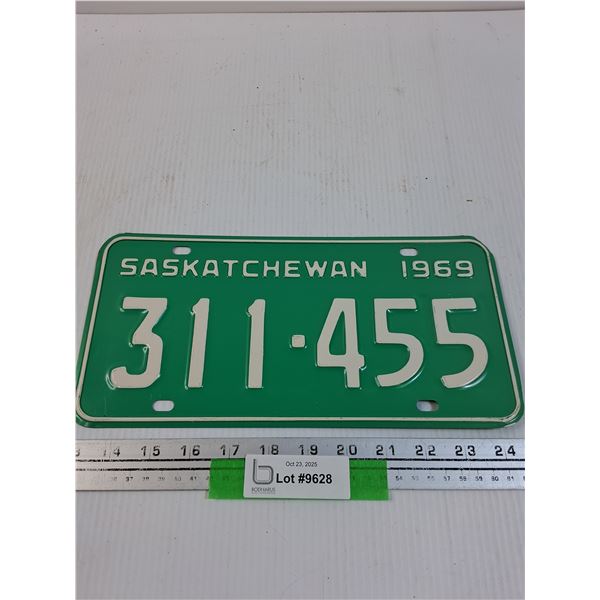 SASKATCHEWAN 1969
311·455
14 15 16 17 18 19 20 21 22 23 24
Oct 23, 2025
Lot #9628